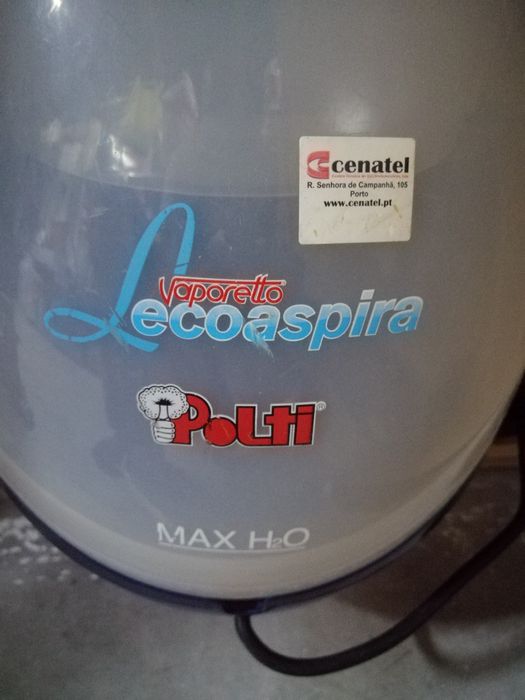 cenatel
R. Senhora de Campanhã, 105
Porto
www.cenatel.pt
Vaporetto®
Lecoaspira
Polti®
MAX H₂O